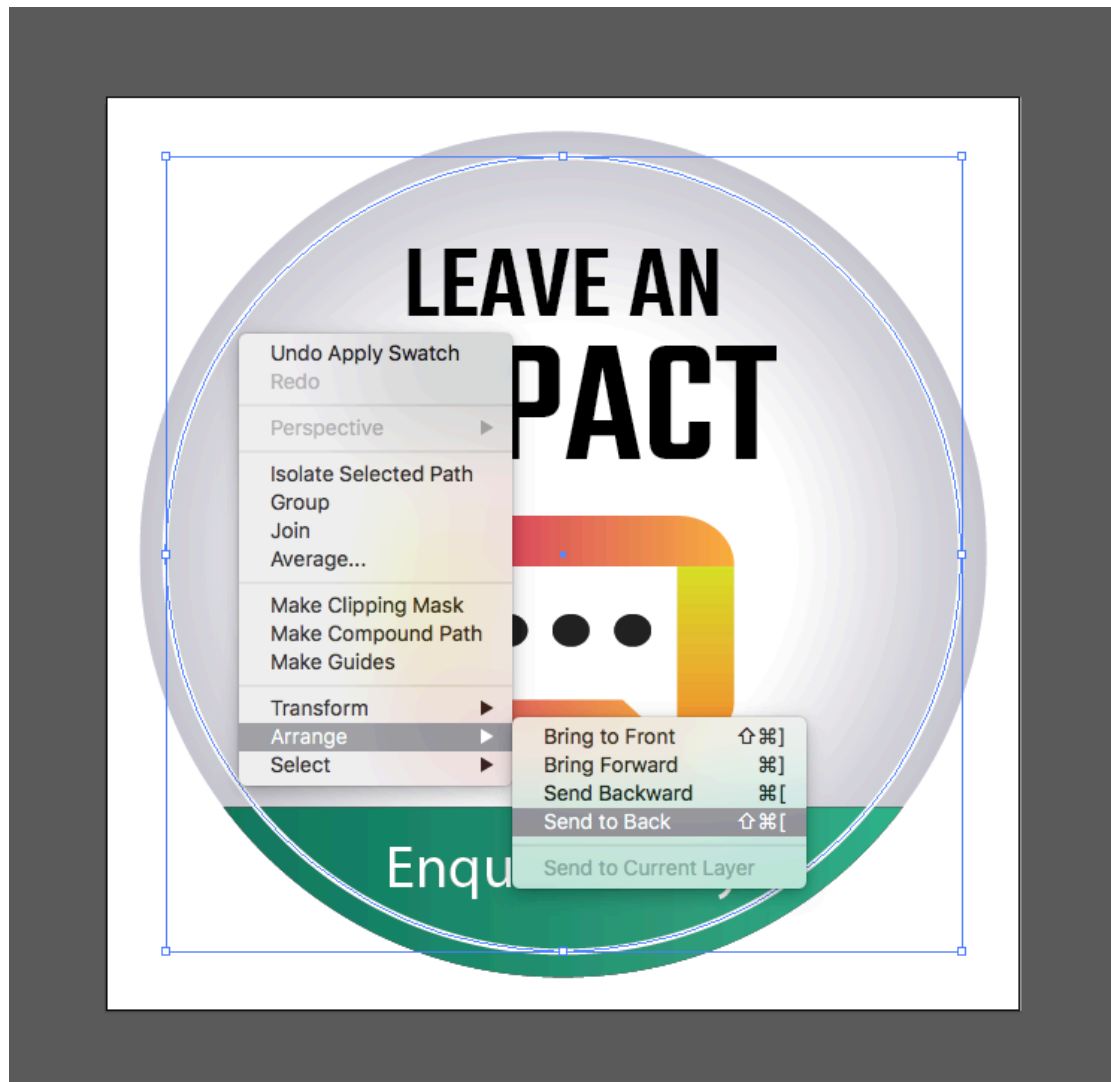 LEAVE AN
PACT
Undo Apply Swatch
Redo
Perspective
Isolate Selected Path
Group
Join
Average...
Make Clipping Mask
Make Compound Path
Make Guides
Transform
Arrange
Select
Bring to Front ⇧⌘]
Bring Forward ⌘]
Send Backward ⌘[
Send to Back ⇧⌘[
Send to Current Layer
Enqu